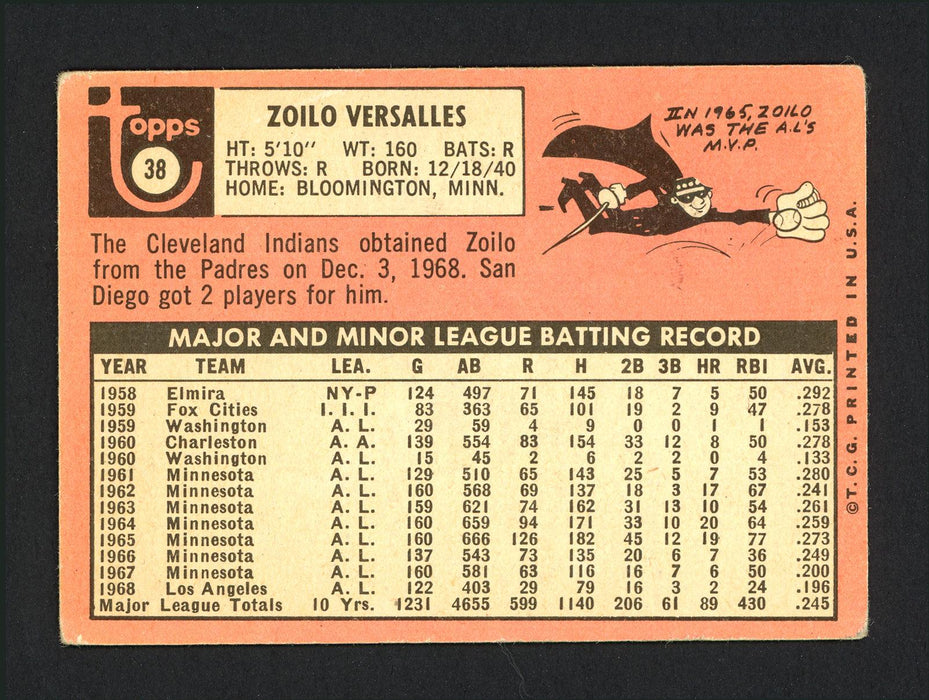 Topps
38
ZOILO VERSALLES
HT: 5'10" WT: 160 BATS: R
THROWS: R BORN: 12/18/40
HOME: BLOOMINGTON, MINN.
IN 1965, ZOILO
WAS THE A.L'S
M.V.P.
The Cleveland Indians obtained Zoilo
from the Padres on Dec. 3, 1968. San
Diego got 2 players for him.
MAJOR AND MINOR LEAGUE BATTING RECORD
YEAR TEAM LEA. G AB R H 2B 3B HR RBI AVG.
1958 Elmira NY-P 124 497 71 145 18 7 5 50 .292
1959 Fox Cities I. I. I. 83 363 65 101 19 2 9 47 .278
1959 Washington A. L. 29 59 4 9 0 0 1 1 .153
1960 Charleston A. A. 139 554 83 154 33 12 8 50 .278
1960 Washington A. L. 15 45 2 6 2 2 0 4 .133
1961 Minnesota A. L. 129 510 65 143 25 5 7 53 .280
1962 Minnesota A. L. 160 568 69 137 18 3 17 67 .241
1963 Minnesota A. L. 159 621 74 162 31 13 10 54 .261
1964 Minnesota A. L. 160 659 94 171 33 10 20 64 .259
1965 Minnesota A. L. 160 666 126 182 45 12 19 77 .273
1966 Minnesota A. L. 137 543 73 135 20 6 7 36 .249
1967 Minnesota A. L. 160 581 63 116 16 7 6 50 .200
1968 Los Angeles A. L. 122 403 29 79 16 3 2 24 .196
Major League Totals 10 Yrs. 1231 4655 599 1140 206 61 89 430 .245
©T. C. G. PRINTED IN U.S.A.